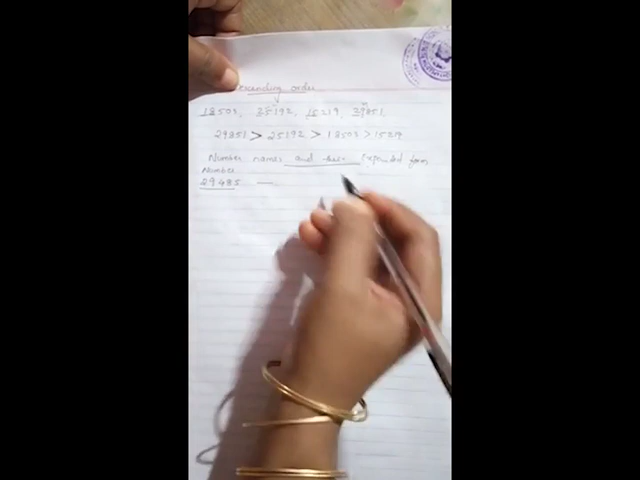 Descending order
18503, 25192, 15219, 29851,
29851 > 25192 > 18503 > 15219
Number names and Expanded form
Number
29485 —